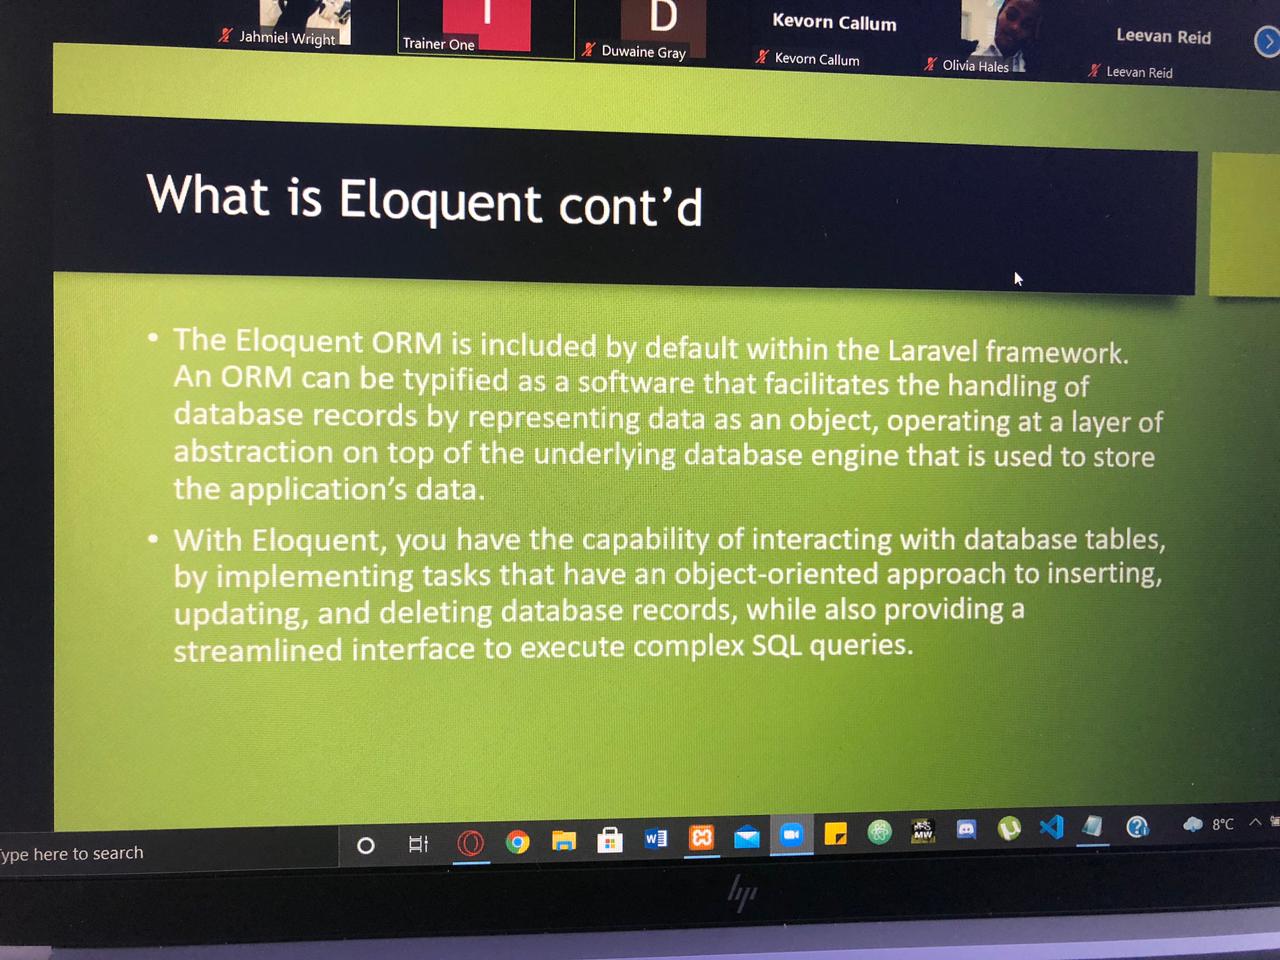 Jahmiel Wright
Trainer One
D
Duwaine Gray
Kevorn Callum
Kevorn Callum
Olivia Hales
Leevan Reid
Leevan Reid
What is Eloquent cont’d
• The Eloquent ORM is included by default within the Laravel framework.
An ORM can be typified as a software that facilitates the handling of
database records by representing data as an object, operating at a layer of
abstraction on top of the underlying database engine that is used to store
the application’s data.
• With Eloquent, you have the capability of interacting with database tables,
by implementing tasks that have an object-oriented approach to inserting,
updating, and deleting database records, while also providing a
streamlined interface to execute complex SQL queries.
ype here to search
W
MW
8°C
hp